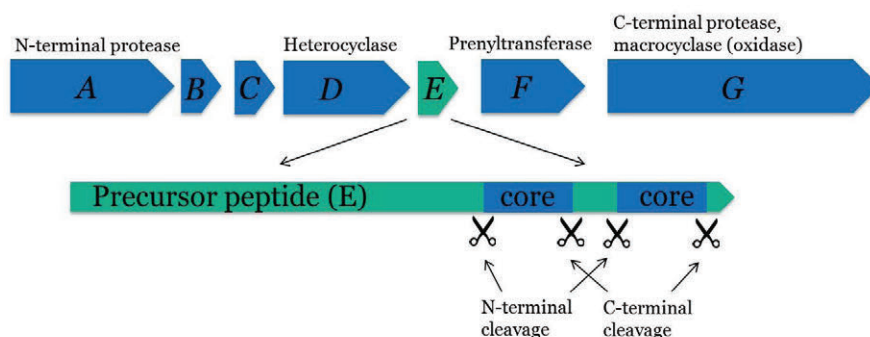 N-terminal protease
Heterocyclase
Prenyltransferase
C-terminal protease,
macrocyclase (oxidase)
A B C D E F G
Precursor peptide (E) core core
N-terminal
cleavage
C-terminal
cleavage